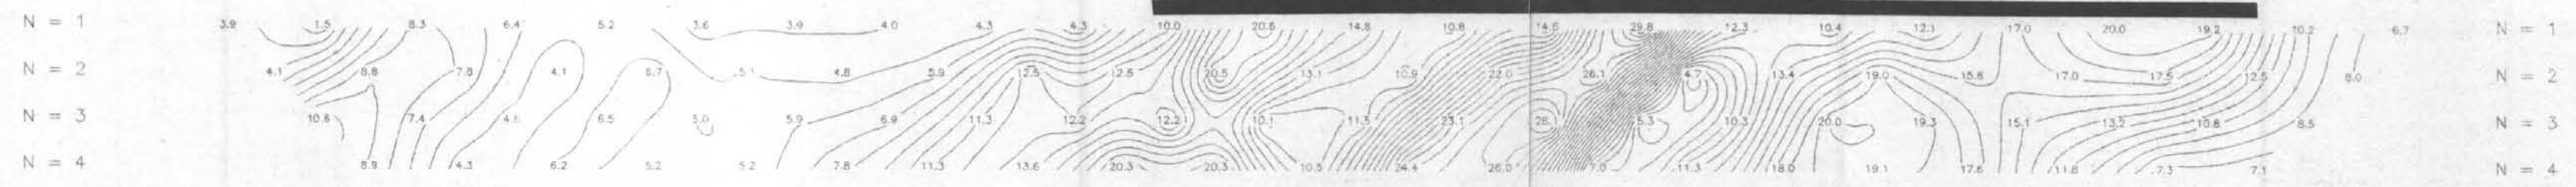 N = 1 3.9 1.5 8.3 6.4 5.2 3.6 3.9 4.0 4.3 4.3 10.0 20.6 14.8 10.8 14.6 29.8 12.3 10.4 12.1 17.0 20.0 19.2 10.2 6.7 N = 1
N = 2 4.1 8.8 7.8 4.1 6.7 5.1 4.8 5.9 12.5 12.5 20.5 13.1 10.9 22.0 26.1 4.7 13.4 19.0 15.8 17.0 17.5 12.5 8.0 N = 2
N = 3 10.6 7.4 4.6 6.5 5.0 5.9 6.9 11.3 12.2 12.2 10.1 11.5 23.1 28.1 5.3 10.3 20.0 19.3 15.1 13.2 10.8 8.5 N = 3
N = 4 8.9 4.3 6.2 5.2 5.2 7.8 11.3 13.6 20.3 20.3 10.5 24.4 26.0 7.0 11.3 18.0 19.1 17.6 11.8 7.3 7.1 N = 4